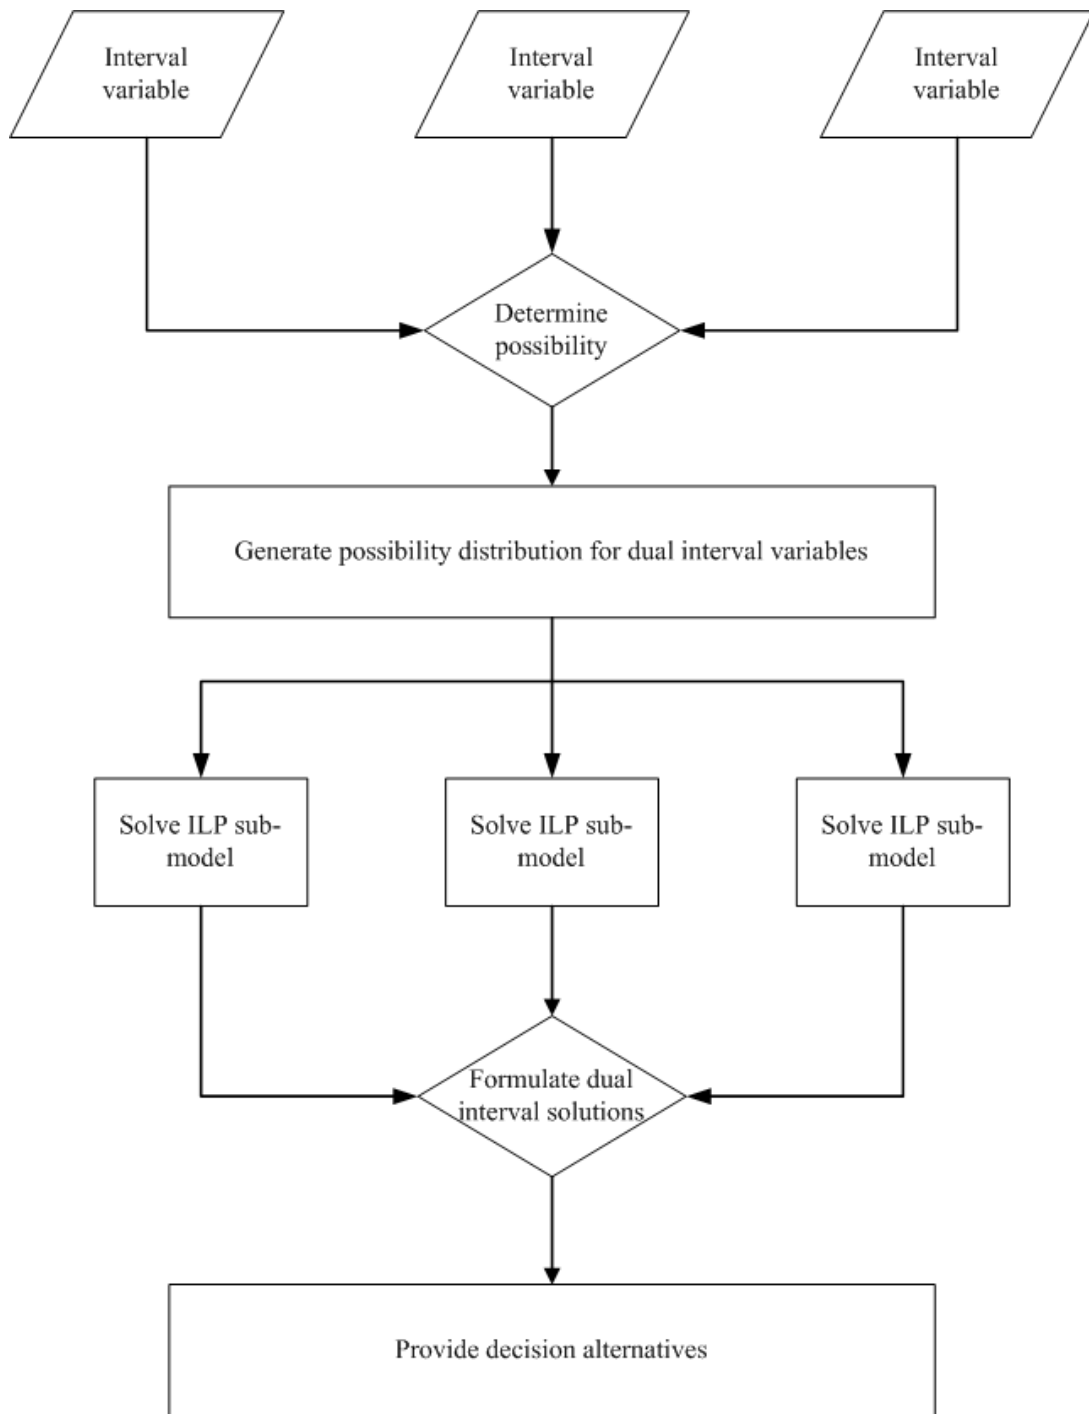 Interval
variable
Interval
variable
Interval
variable
Determine
possibility
Generate possibility distribution for dual interval variables
Solve ILP sub-
model
Solve ILP sub-
model
Solve ILP sub-
model
Formulate dual
interval solutions
Provide decision alternatives